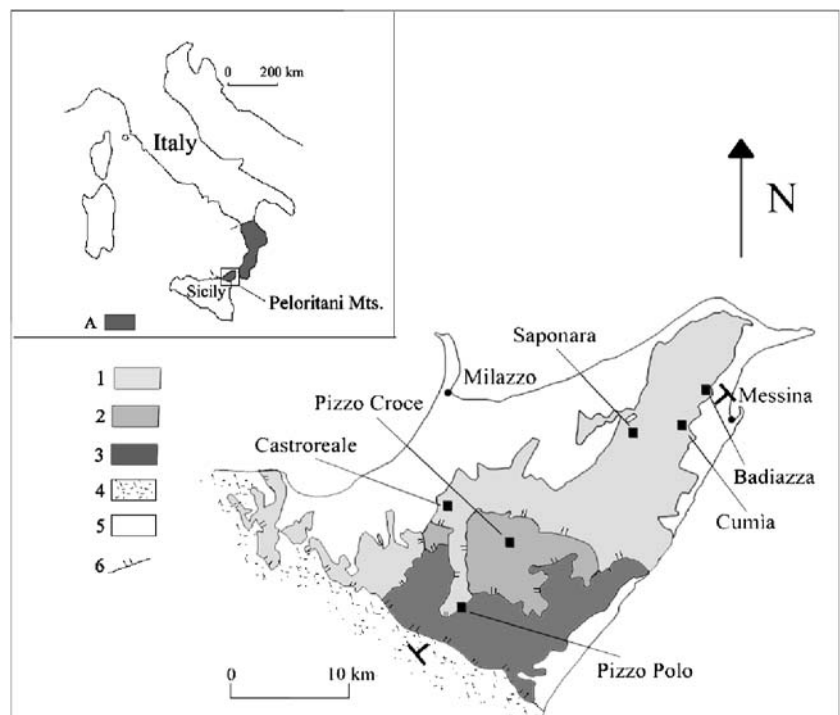 0 200 km
Italy
Sicily
Peloritani Mts.
A
N
1
2
3
4
5
6
Saponara
Milazzo
Pizzo Croce
Messina
Castroreale
Badiazza
Cumìa
0 10 km
Pizzo Polo